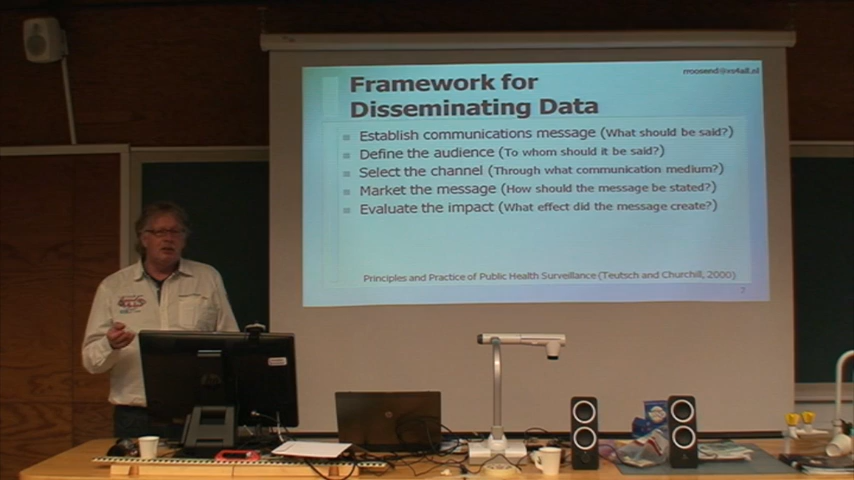 rroosend@xs4all.nl
Framework for
Disseminating Data
Establish communications message (What should be said?)
Define the audience (To whom should it be said?)
Select the channel (Through what communication medium?)
Market the message (How should the message be stated?)
Evaluate the impact (What effect did the message create?)
Principles and Practice of Public Health Surveillance (Teutsch and Churchill, 2000)